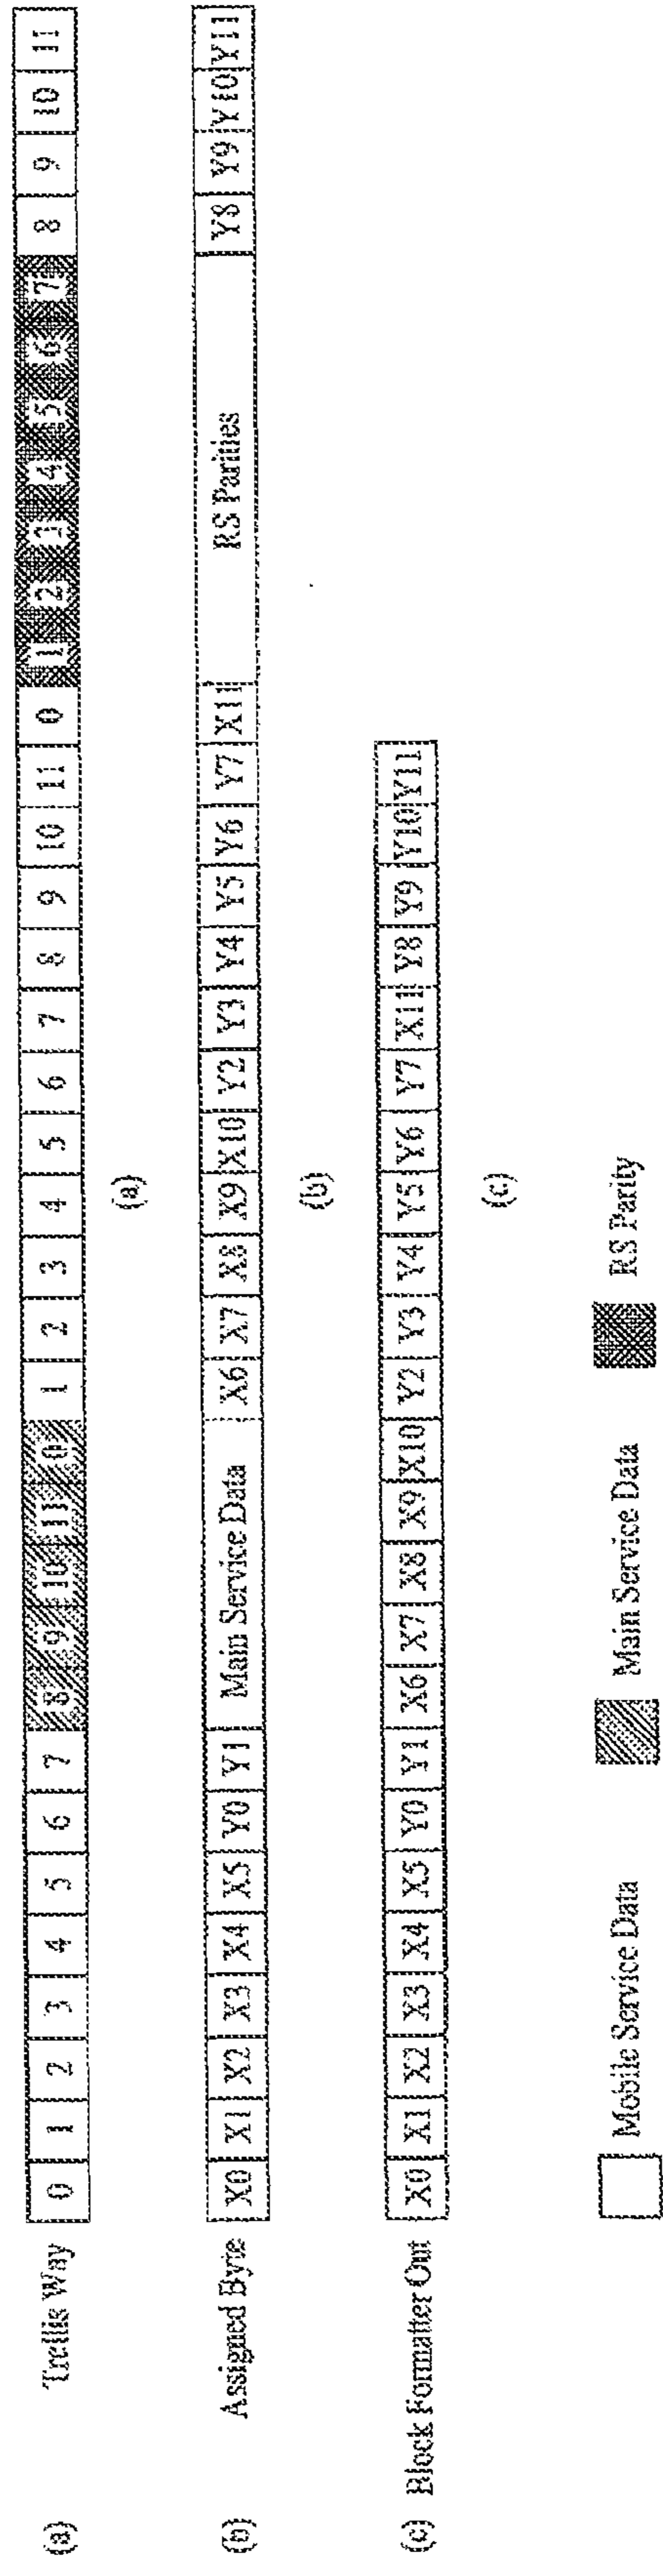 (a) Trellis Way 0 1 2 3 4 5 6 7 8 9 10 11 0 1 2 3 4 5 6 7 8 9 10 11 0 1 2 3 4 5 6 7 8 9 10 11
(a)
(b) Assigned Byte X0 X1 X2 X3 X4 X5 Y0 Y1 Main Service Data X6 X7 X8 X9 X10 Y2 Y3 Y4 Y5 Y6 Y7 X11 RS Parities Y8 Y9 Y10 Y11
(b)
(c) Block Formatter Out X0 X1 X2 X3 X4 X5 Y0 Y1 X6 X7 X8 X9 X10 Y2 Y3 Y4 Y5 Y6 Y7 X11 Y8 Y9 Y10 Y11
(c)
Mobile Service Data Main Service Data RS Parity